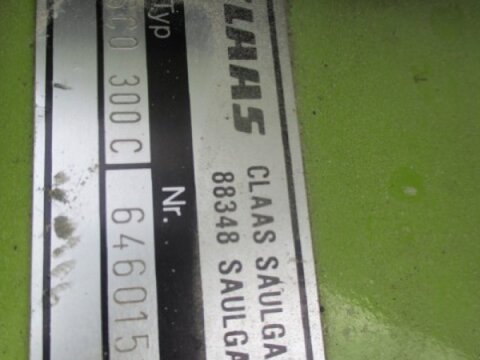 CLAAS
CLAAS SAULGA
88348 SAULGA
Typ Nr.
300 C 646015